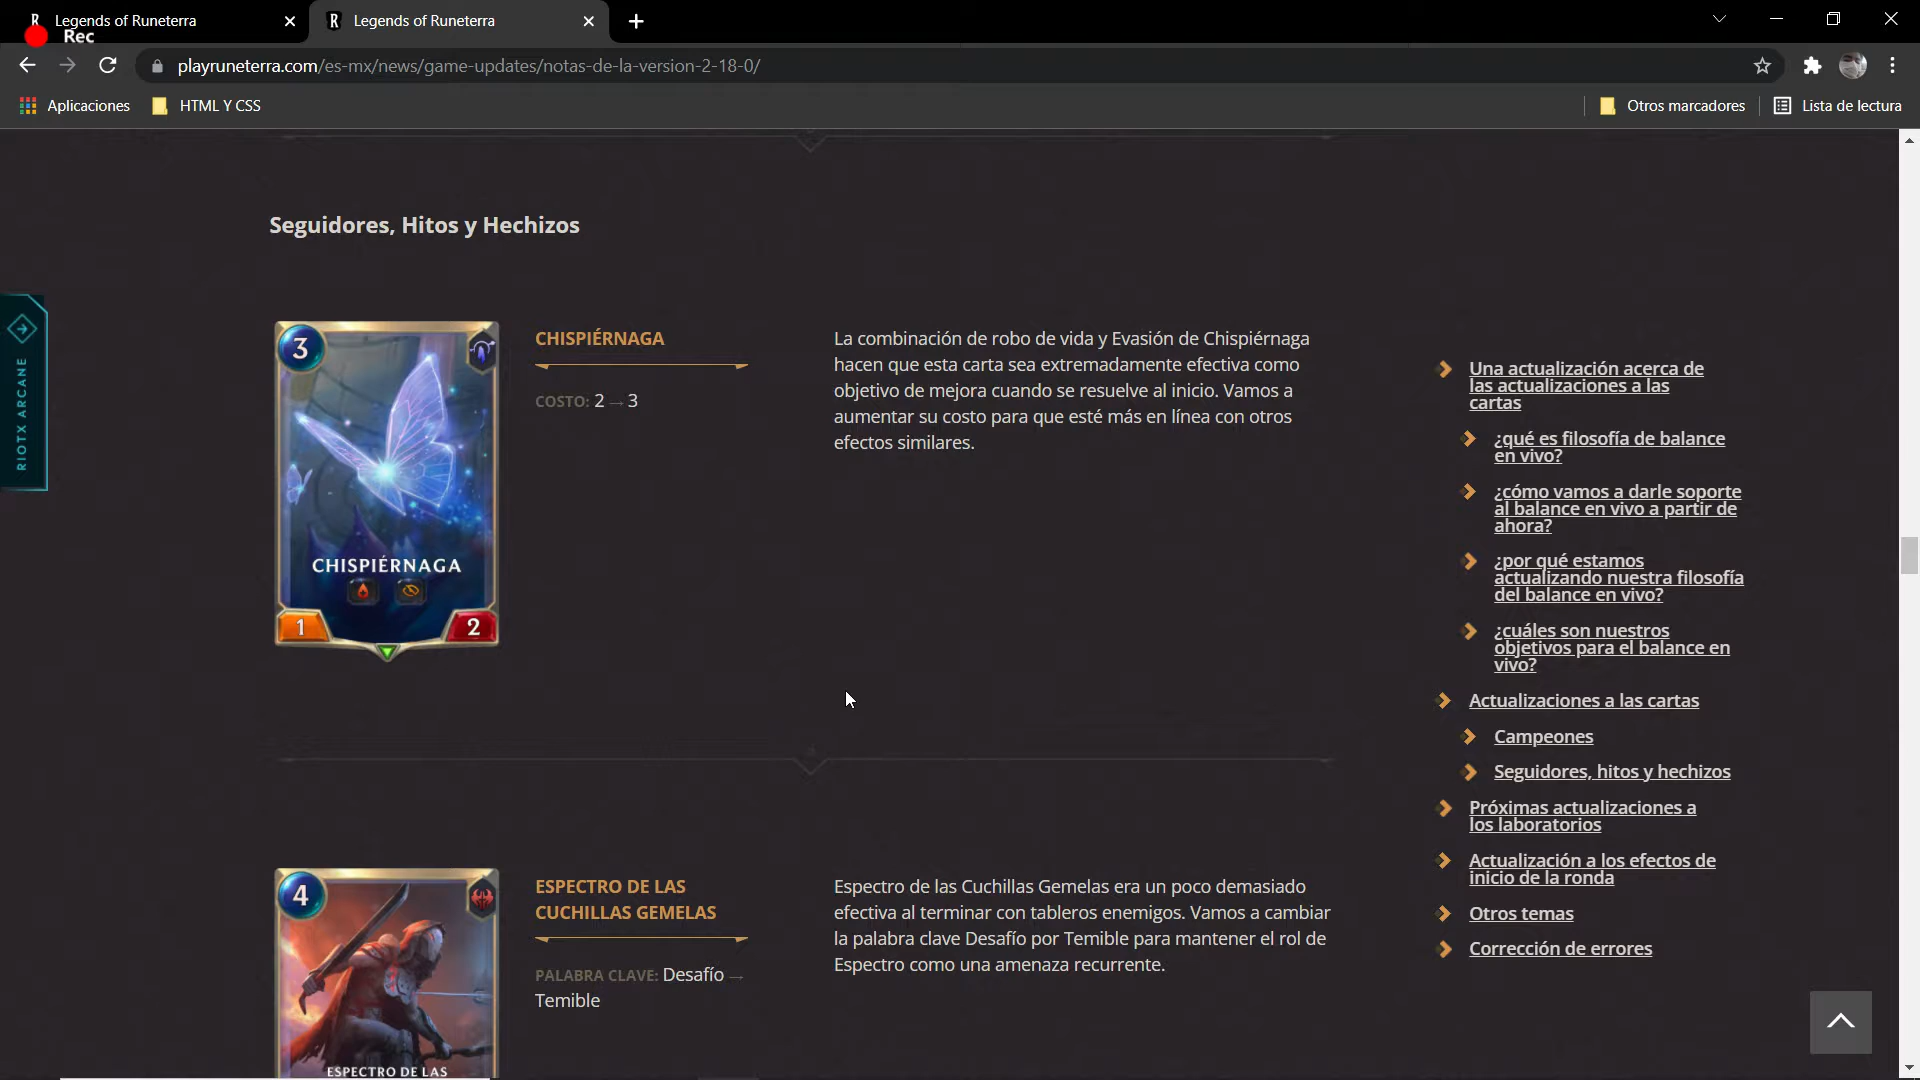 Legends of Runeterra
Legends of Runeterra
Rec
playruneterra.com/es-mx/news/game-updates/notas-de-la-version-2-18-0/
Aplicaciones
HTML Y CSS
Otros marcadores
Lista de lectura
Seguidores, Hitos y Hechizos
RIOTX ARCANE
3
CHISPIÉRNAGA
1
2
CHISPIÉRNAGA
COSTO: 2 → 3
La combinación de robo de vida y Evasión de Chispiérnaga
hacen que esta carta sea extremadamente efectiva como
objetivo de mejora cuando se resuelve al inicio. Vamos a
aumentar su costo para que esté más en línea con otros
efectos similares.
4
ESPECTRO DE LAS
ESPECTRO DE LAS
CUCHILLAS GEMELAS
PALABRA CLAVE: Desafío →
Temible
Espectro de las Cuchillas Gemelas era un poco demasiado
efectiva al terminar con tableros enemigos. Vamos a cambiar
la palabra clave Desafío por Temible para mantener el rol de
Espectro como una amenaza recurrente.
Una actualización acerca de
las actualizaciones a las
cartas
¿qué es filosofía de balance
en vivo?
¿cómo vamos a darle soporte
al balance en vivo a partir de
ahora?
¿por qué estamos
actualizando nuestra filosofía
del balance en vivo?
¿cuáles son nuestros
objetivos para el balance en
vivo?
Actualizaciones a las cartas
Campeones
Seguidores, hitos y hechizos
Próximas actualizaciones a
los laboratorios
Actualización a los efectos de
inicio de la ronda
Otros temas
Corrección de errores